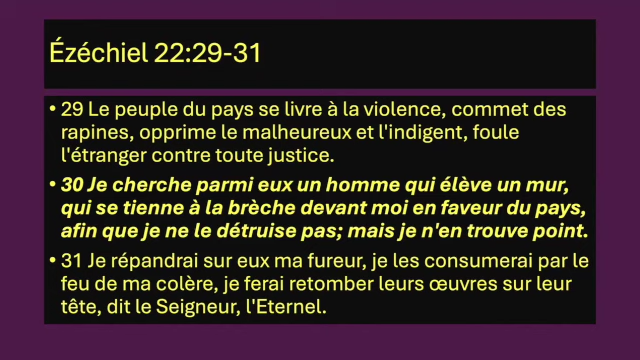 Ézéchiel 22:29-31
• 29 Le peuple du pays se livre à la violence, commet des
rapines, opprime le malheureux et l'indigent, foule
l'étranger contre toute justice.
• 30 Je cherche parmi eux un homme qui élève un mur,
qui se tienne à la brèche devant moi en faveur du pays,
afin que je ne le détruise pas; mais je n'en trouve point.
• 31 Je répandrai sur eux ma fureur, je les consumerai par le
feu de ma colère, je ferai retomber leurs œuvres sur leur
tête, dit le Seigneur, l'Eternel.